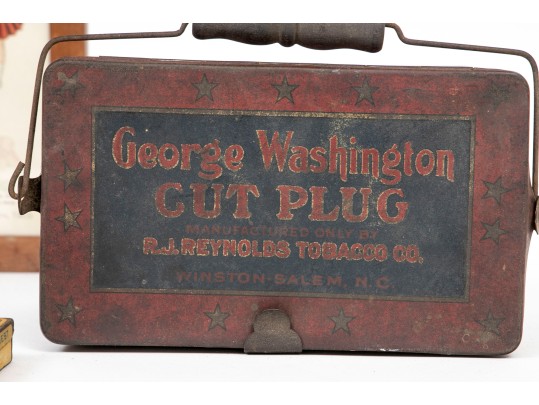 George Washington
CUT PLUG
MANUFACTURED ONLY BY
R.J. REYNOLDS TOBACCO CO.
WINSTON-SALEM, N.C.